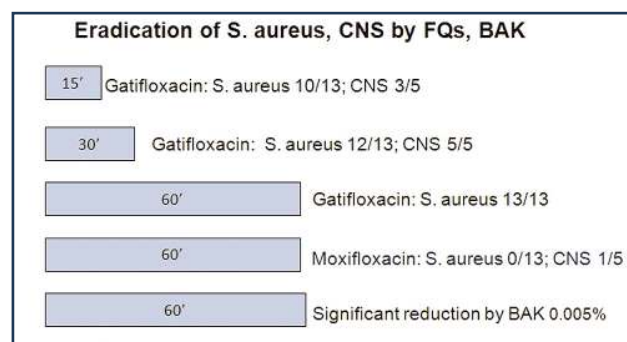 Eradication of S. aureus, CNS by FQs, BAK
15′ Gatifloxacin: S. aureus 10/13; CNS 3/5
30′ Gatifloxacin: S. aureus 12/13; CNS 5/5
60′ Gatifloxacin: S. aureus 13/13
60′ Moxifloxacin: S. aureus 0/13; CNS 1/5
60′ Significant reduction by BAK 0.005%